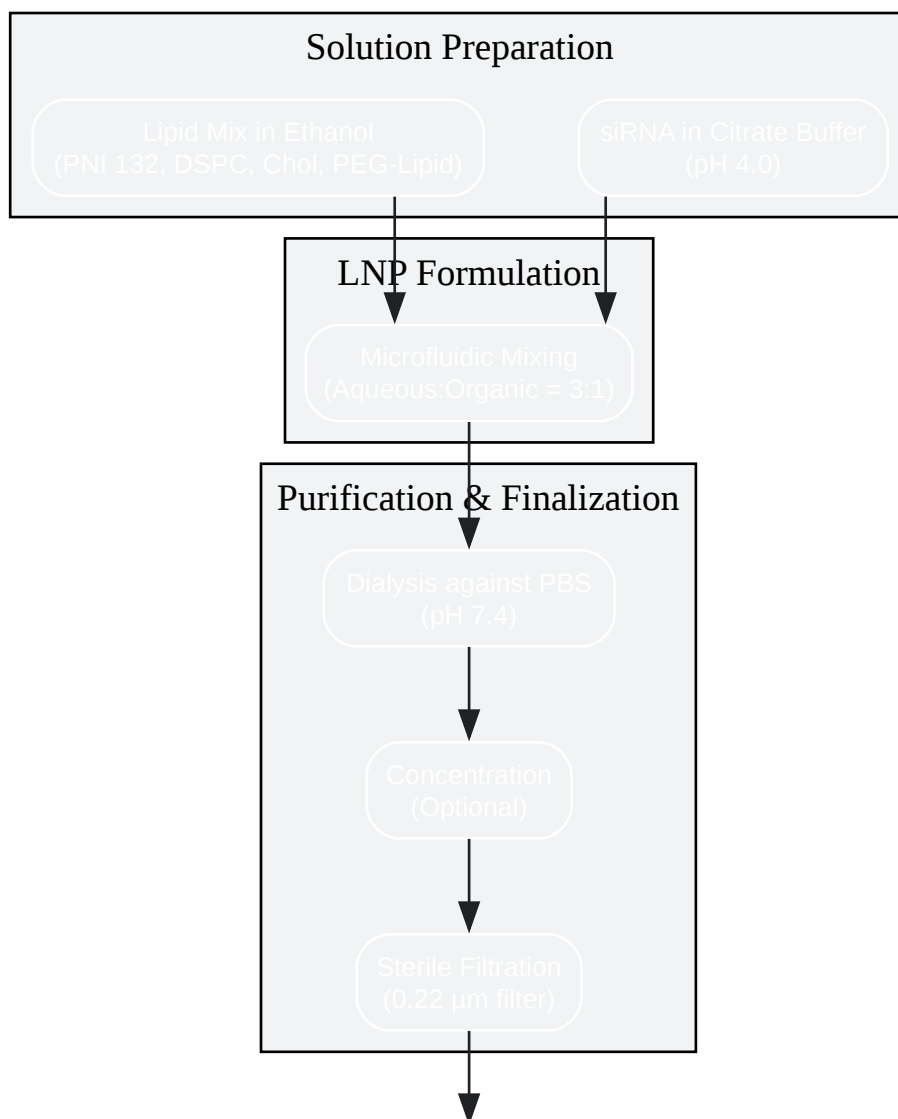 Solution Preparation
Lipid Mix in Ethanol
(PNI 132, DSPC, Chol, PEG-Lipid)
siRNA in Citrate Buffer
(pH 4.0)
LNP Formulation
Microfluidic Mixing
(Aqueous:Organic = 3:1)
Purification & Finalization
Dialysis against PBS
(pH 7.4)
Concentration
(Optional)
Sterile Filtration
(0.22 µm filter)